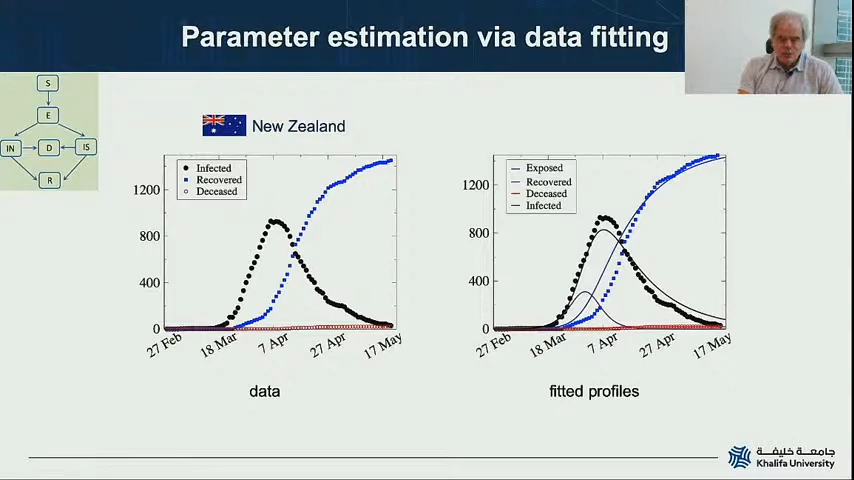 Parameter estimation via data fitting
S
E
IN
D
IS
R
New Zealand
Infected
Recovered
Deceased
1200
800
400
0
27 Feb
18 Mar
7 Apr
27 Apr
17 May
data
Exposed
Recovered
Deceased
Infected
1200
800
400
0
27 Feb
18 Mar
7 Apr
27 Apr
17 May
fitted profiles
جامعة خليفة
Khalifa University